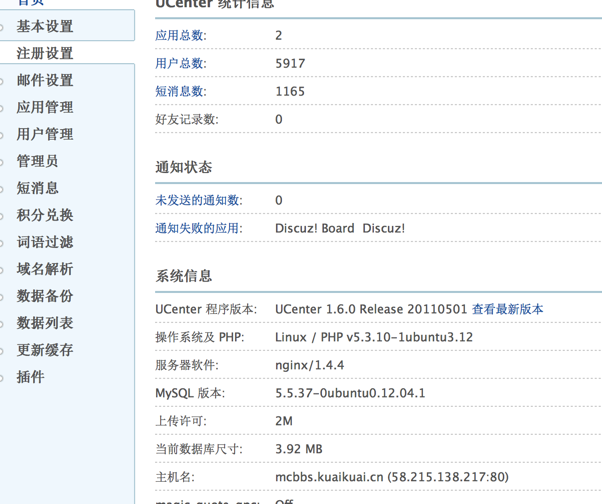 首页
基本设置
注册设置
邮件设置
应用管理
用户管理
管理员
短消息
积分兑换
词语过滤
域名解析
数据备份
数据列表
更新缓存
插件
UCenter 统计信息
应用总数: 2
用户总数: 5917
短消息数: 1165
好友记录数: 0
通知状态
未发送的通知数: 0
通知失败的应用: Discuz! Board Discuz!
系统信息
UCenter 程序版本: UCenter 1.6.0 Release 20110501 查看最新版本
操作系统及 PHP: Linux / PHP v5.3.10-1ubuntu3.12
服务器软件: nginx/1.4.4
MySQL 版本: 5.5.37-0ubuntu0.12.04.1
上传许可: 2M
当前数据库尺寸: 3.92 MB
主机名: mcbbs.kuaikuai.cn (58.215.138.217:80)
magic_quote_gpc: Off